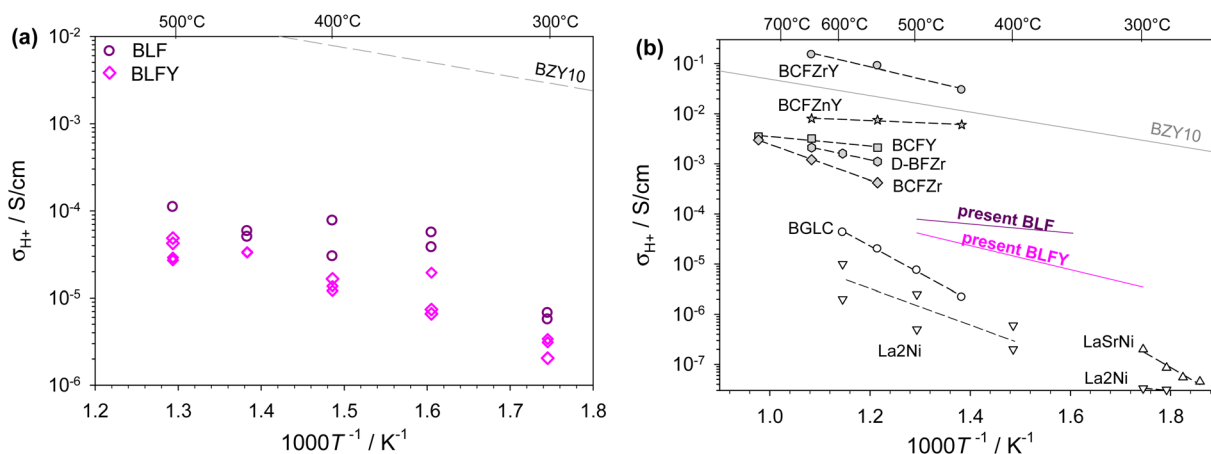 (a)
500°C 400°C 300°C
BLF
BLFY
BZY10
10⁻²
10⁻³
10⁻⁴
10⁻⁵
10⁻⁶
σH+ / S/cm
1.2 1.3 1.4 1.5 1.6 1.7 1.8
1000T⁻¹ / K⁻¹
(b)
700°C 600°C 500°C 400°C 300°C
BCFZrY
BCFZnY
BZY10
BCFY
D-BFZr
BCFZr
present BLF
BGLC
present BLFY
La2Ni
LaSrNi
La2Ni
10⁻¹
10⁻²
10⁻³
10⁻⁴
10⁻⁵
10⁻⁶
10⁻⁷
σH+ / S/cm
1.0 1.2 1.4 1.6 1.8
1000T⁻¹ / K⁻¹